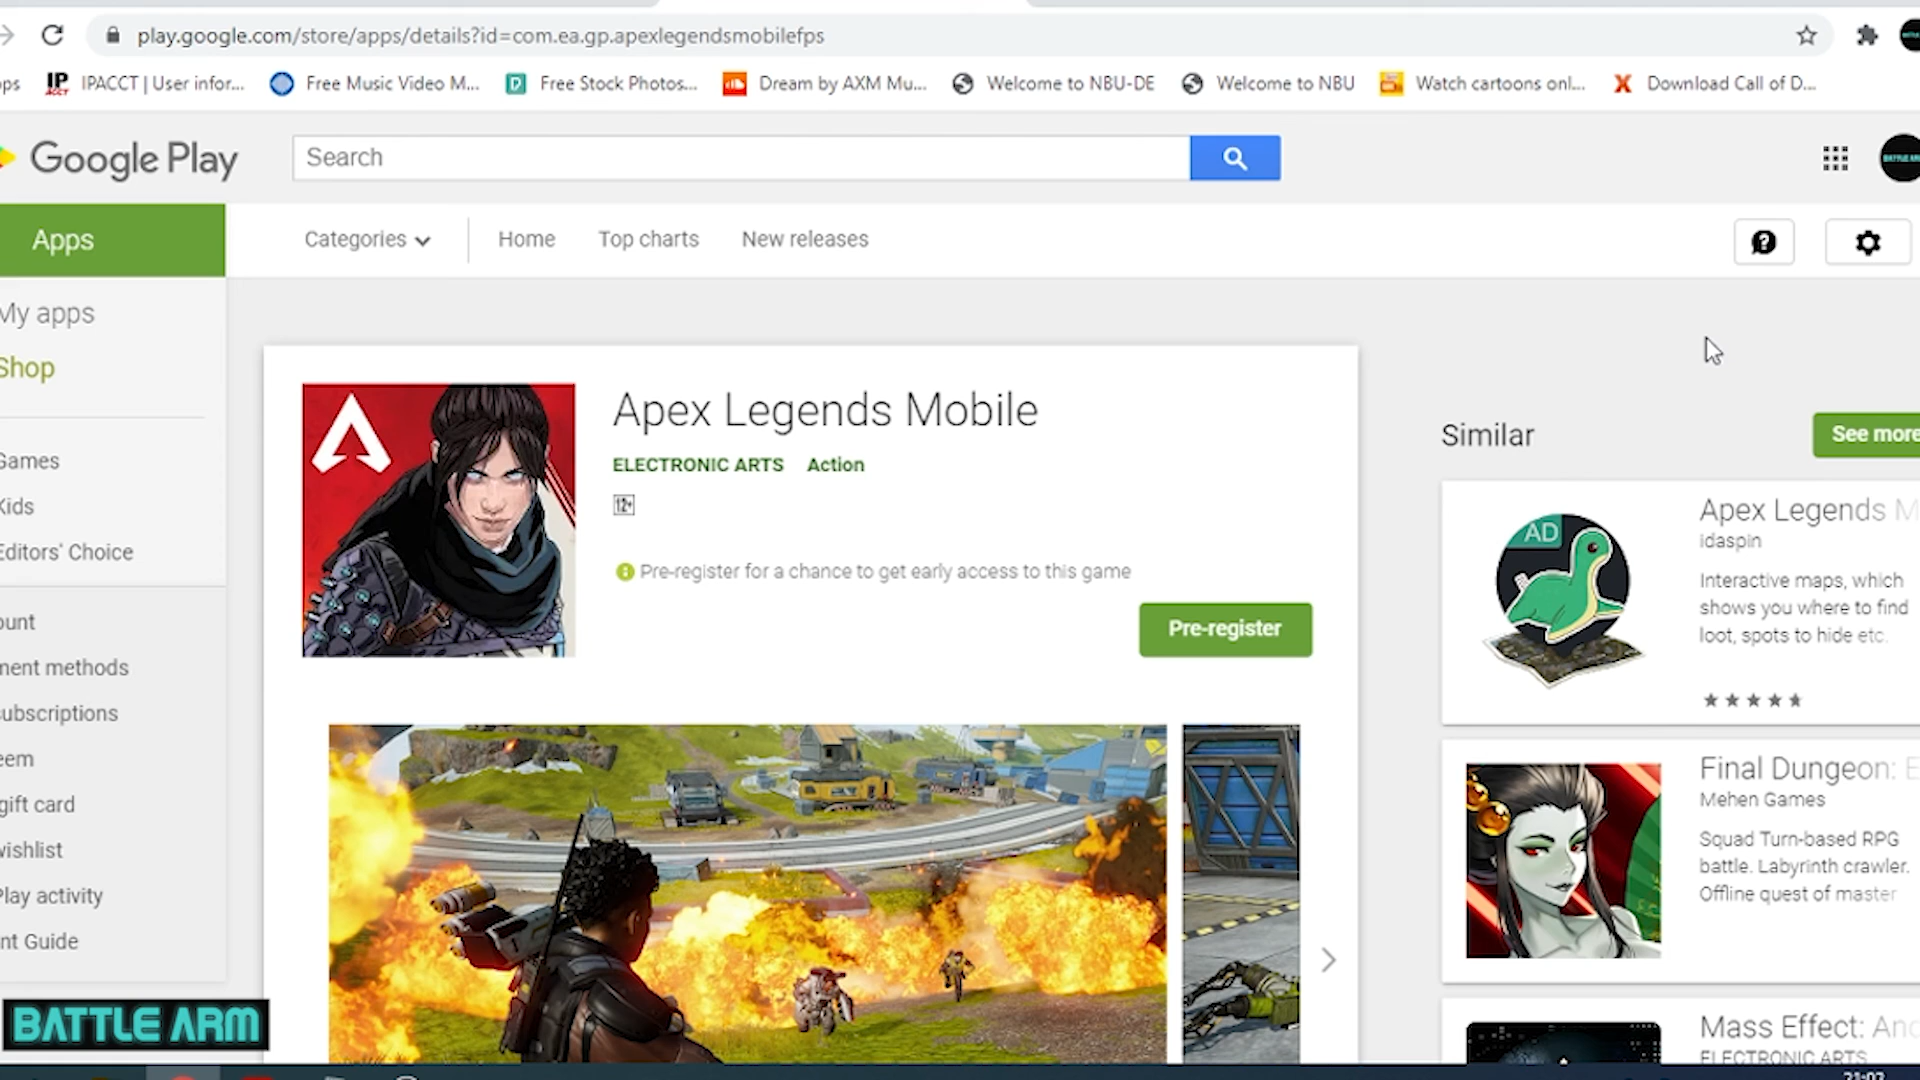 play.google.com/store/apps/details?id=com.ea.gp.apexlegendsmobilefps
ps IP ACCT IPACCT | User infor... Free Music Video M... D Free Stock Photos... Dream by AXM Mu... Welcome to NBU-DE Welcome to NBU Watch cartoons onl... X Download Call of D...
Google Play Search
Apps Categories Home Top charts New releases
My apps
Shop
Games
Kids
Editors' Choice
ount
ment methods
subscriptions
eem
gift card
wishlist
Play activity
nt Guide
Apex Legends Mobile
ELECTRONIC ARTS Action
12+
Pre-register for a chance to get early access to this game
Pre-register
Similar See more
AD
Apex Legends M
idaspin
Interactive maps, which
shows you where to find
loot, spots to hide etc.
Final Dungeon: E
Mehen Games
Squad Turn-based RPG
battle. Labyrinth crawler.
Offline quest of master
Mass Effect: And
ELECTRONIC ARTS
BATTLE ARM